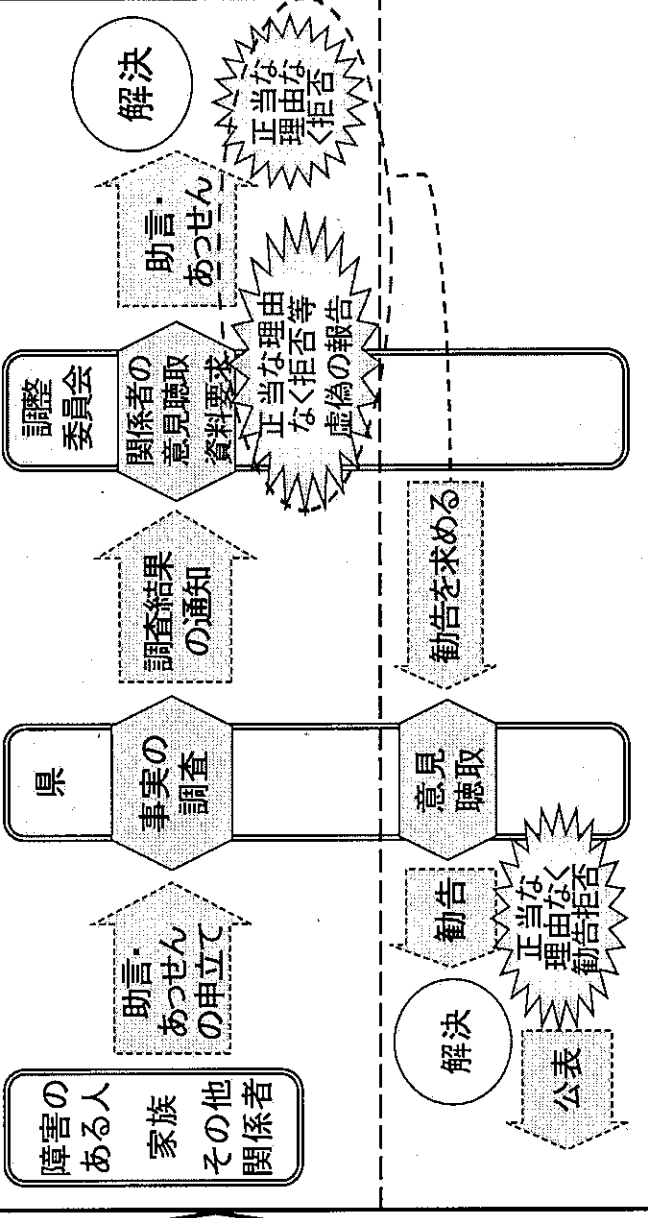 障害の
ある人
家族
その他
関係者
助言・
あっせん
の申立て
県
事実の
調査
調査結果
の通知
調整
委員会
関係者の
意見聴取
資料要求
助言・
あっせん
解決
正当な理由
なく拒否等
虚偽の報告
正当な
理由な
く拒否
勧告を求める
意見
聴取
勧告
解決
正当な
理由なく
勧告拒否
公表